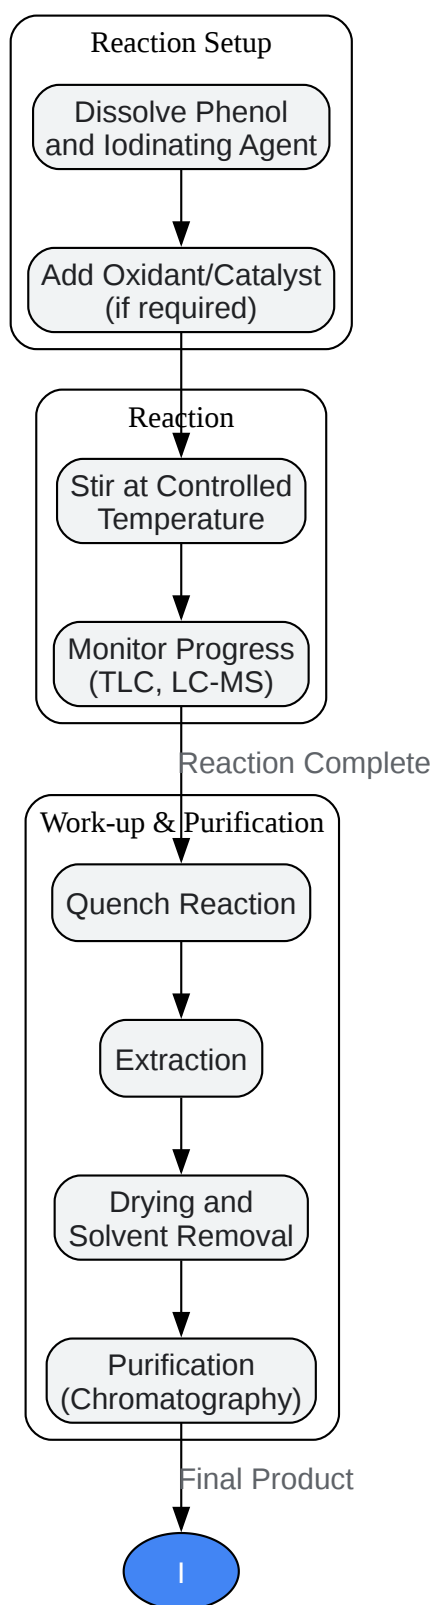 Reaction Setup
Dissolve Phenol
and Iodinating Agent
Add Oxidant/Catalyst
(if required)
Reaction
Stir at Controlled
Temperature
Monitor Progress
(TLC, LC-MS)
Reaction Complete
Work-up & Purification
Quench Reaction
Extraction
Drying and
Solvent Removal
Purification
(Chromatography)
Final Product
I